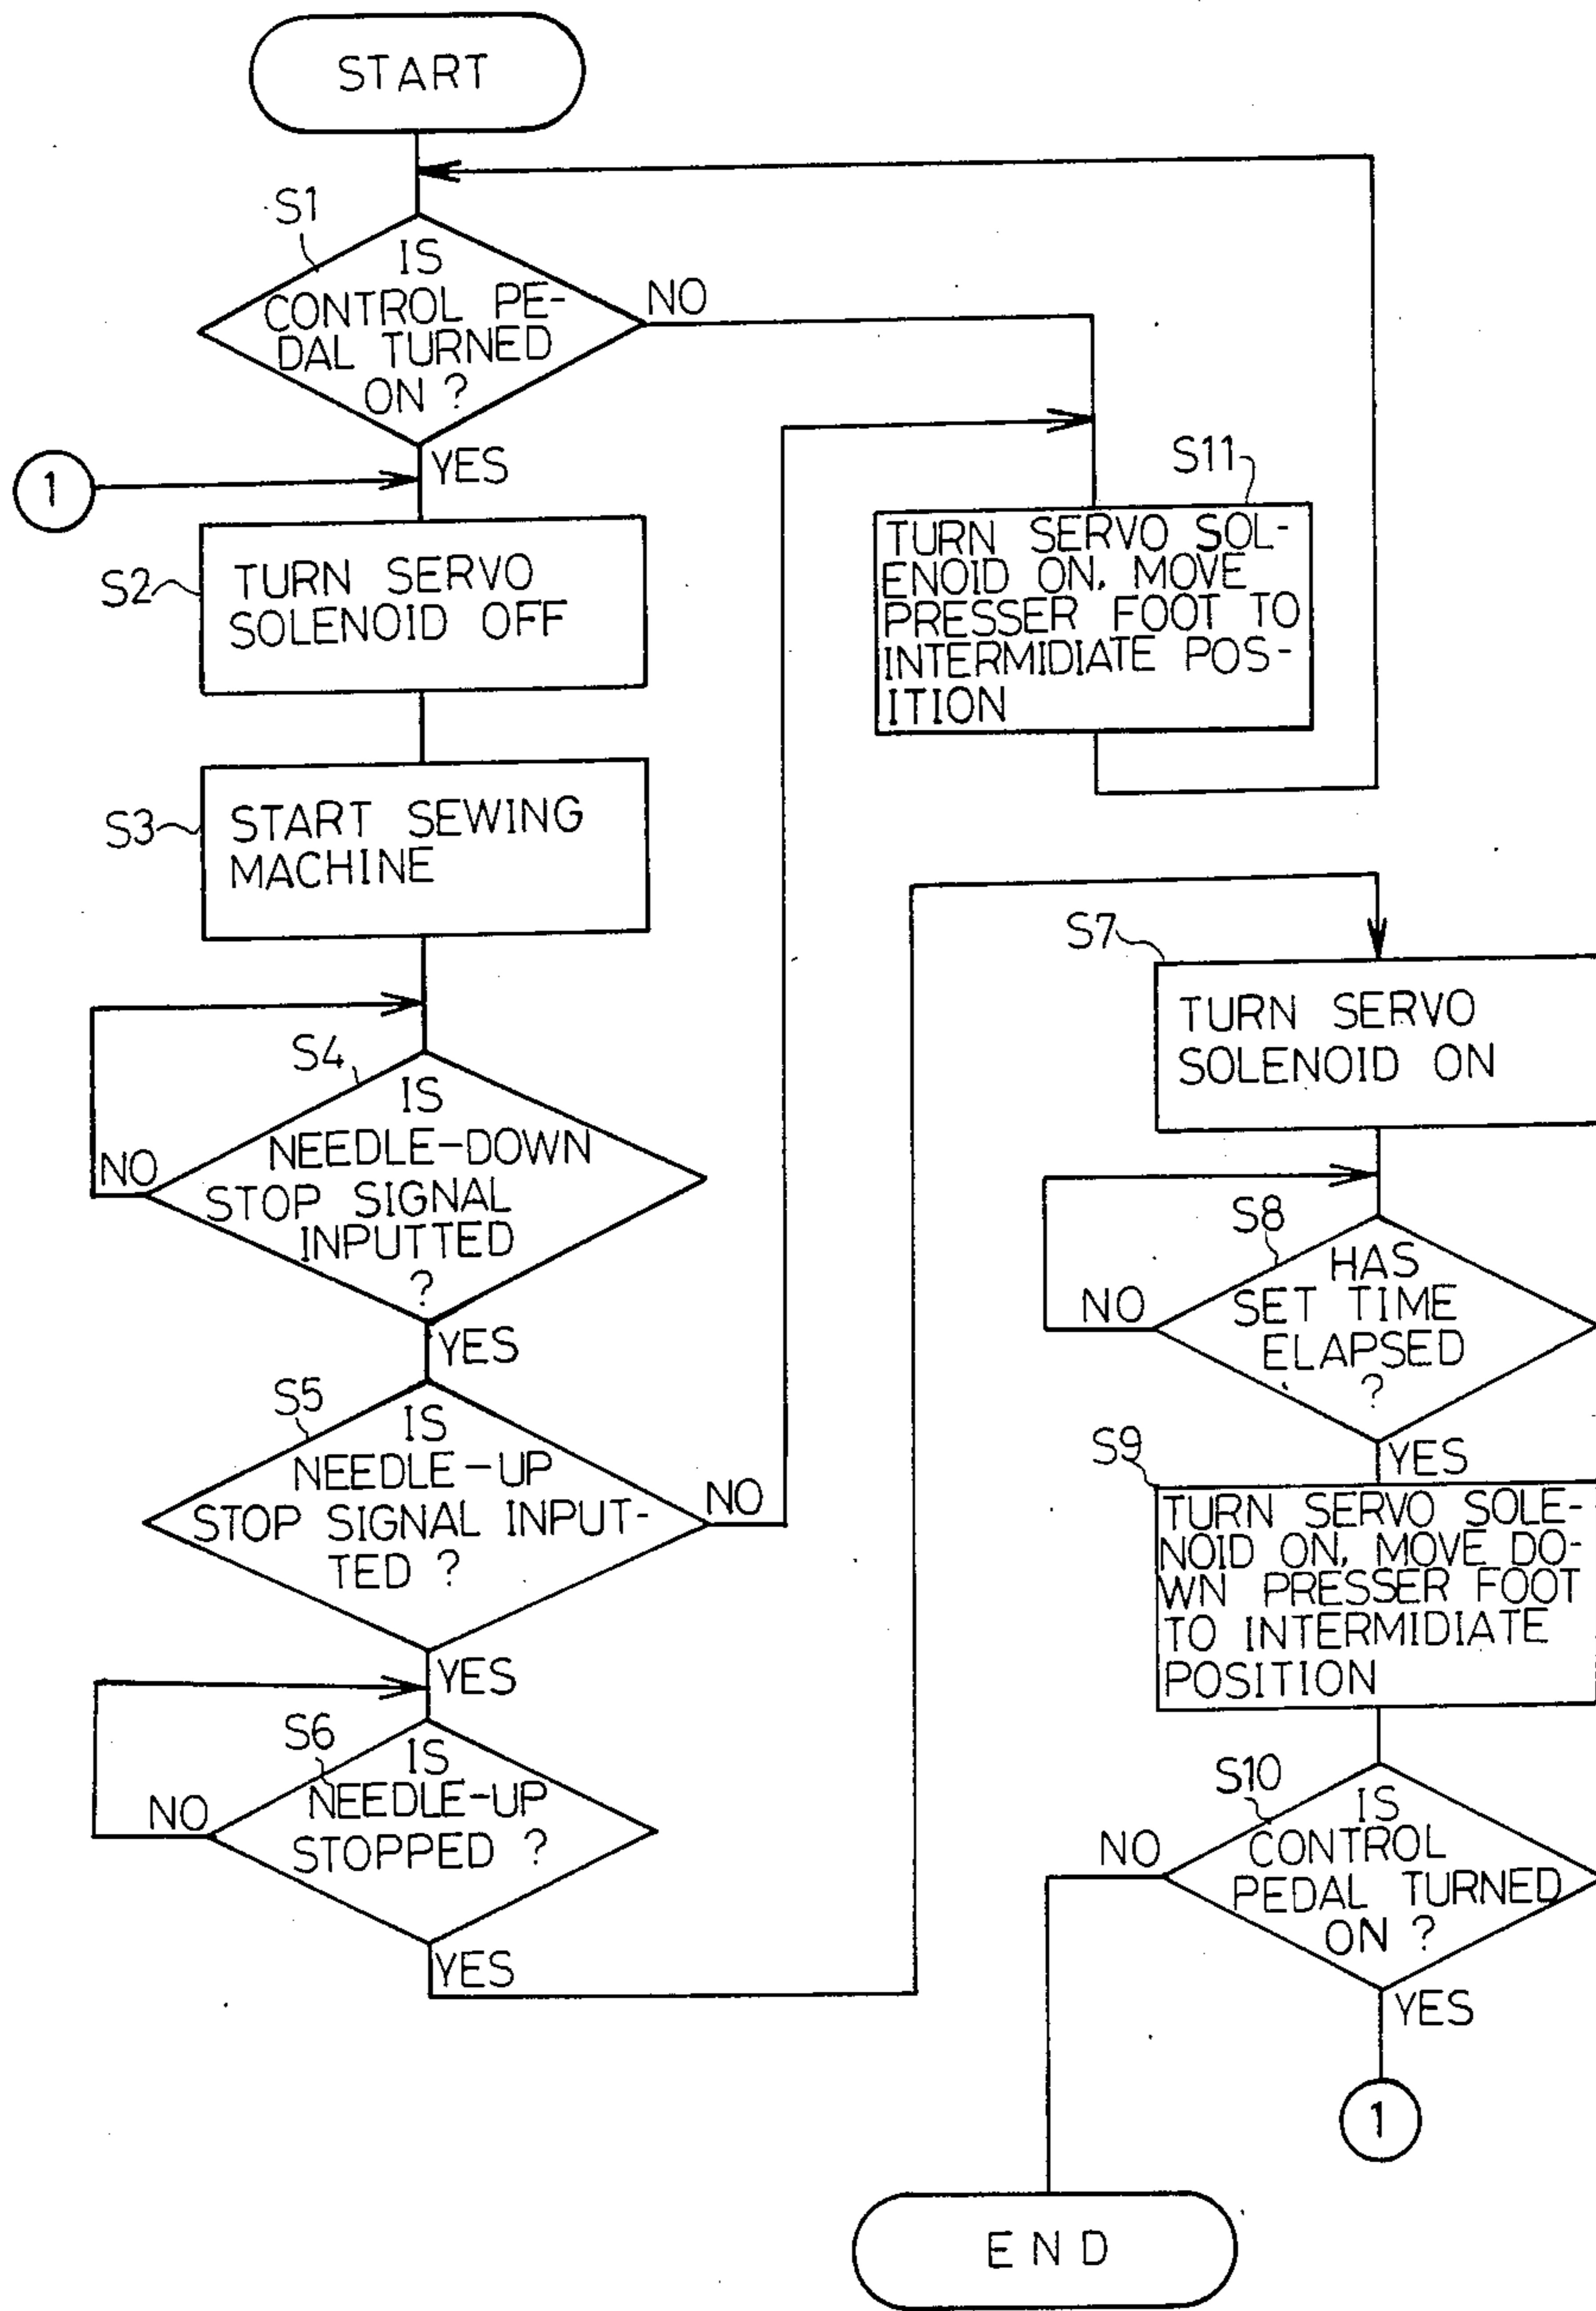 START
S1
IS
CONTROL PE-
DAL TURNED
ON ?
NO
YES
1
S2
TURN SERVO
SOLENOID OFF
S3
START SEWING
MACHINE
S4
IS
NEEDLE-DOWN
STOP SIGNAL
INPUTTED
?
NO
YES
S5
IS
NEEDLE-UP
STOP SIGNAL INPUT-
TED ?
NO
YES
S6
IS
NEEDLE-UP
STOPPED ?
NO
YES
S11
TURN SERVO SOL-
ENOID ON, MOVE
PRESSER FOOT TO
INTERMIDIATE POS-
ITION
S7
TURN SERVO
SOLENOID ON
S8
HAS
SET TIME
ELAPSED
?
NO
YES
S9
TURN SERVO SOLE-
NOID ON, MOVE DO-
WN PRESSER FOOT
TO INTERMIDIATE
POSITION
S10
IS
CONTROL
PEDAL TURNED
ON ?
NO
YES
1
END